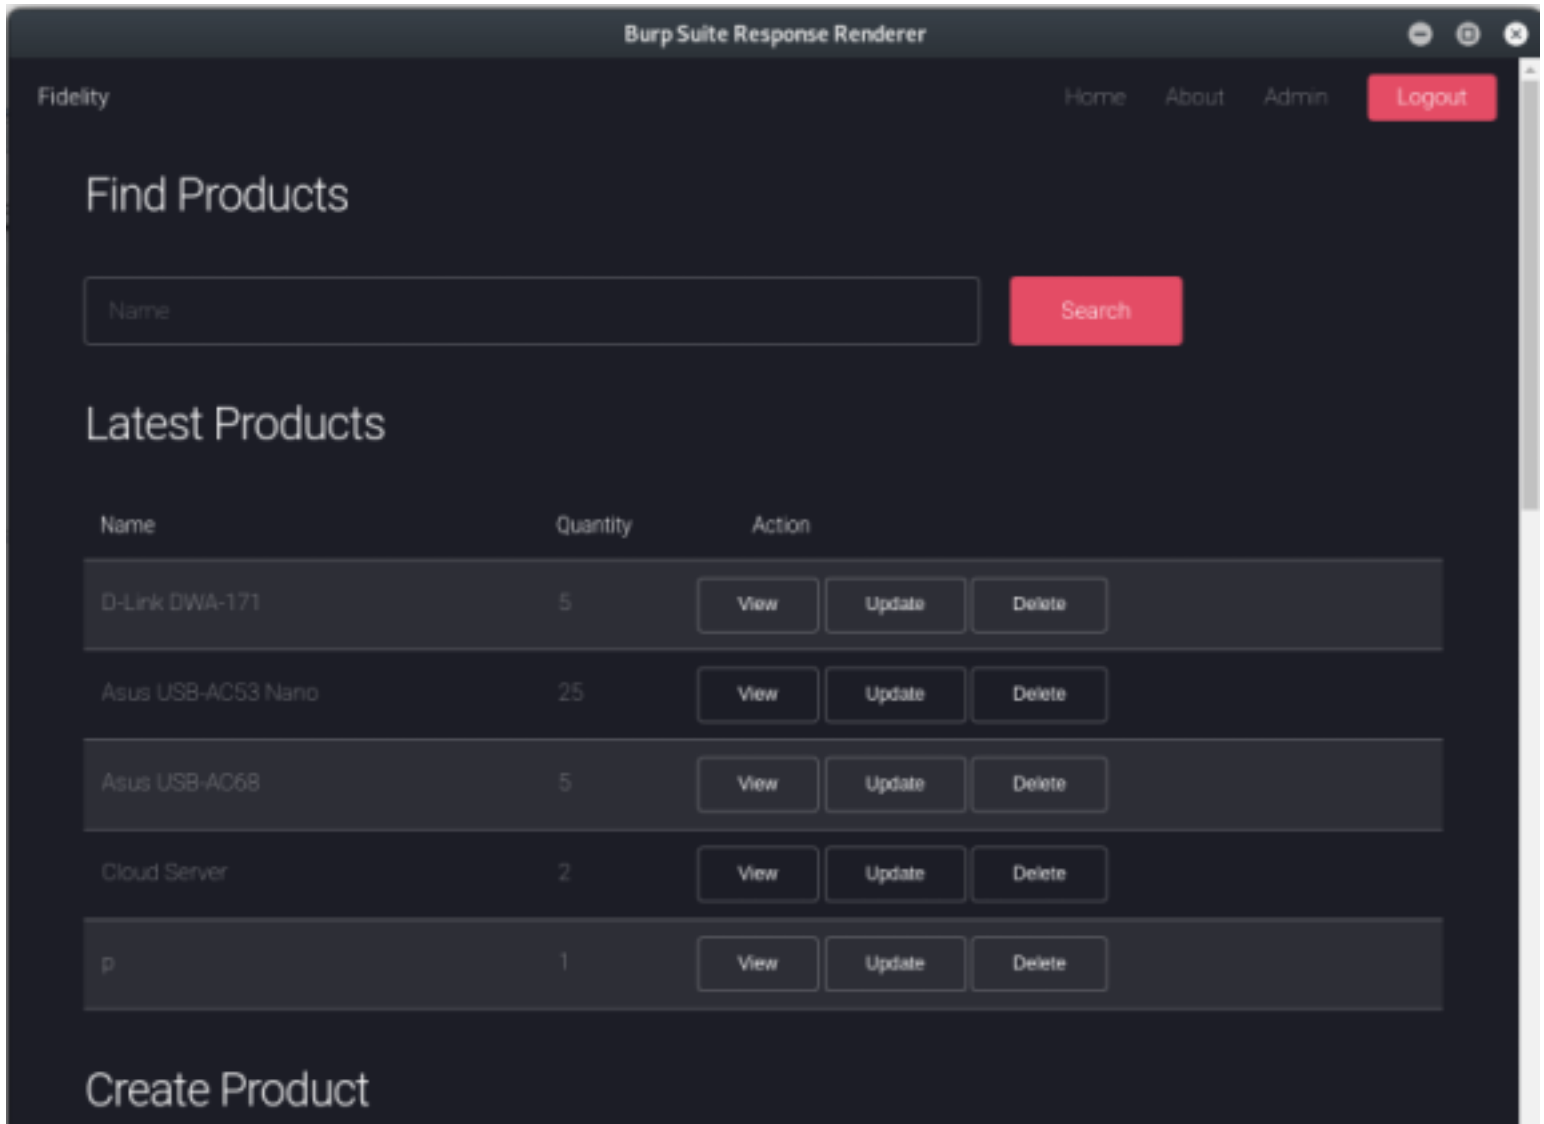 Burp Suite Response Renderer
Fidelity Home About Admin Logout
Find Products
Name Search
Latest Products
Name Quantity Action
D-Link DWA-171 5 View Update Delete
Asus USB-AC53 Nano 25 View Update Delete
Asus USB-AC68 5 View Update Delete
Cloud Server 2 View Update Delete
p 1 View Update Delete
Create Product